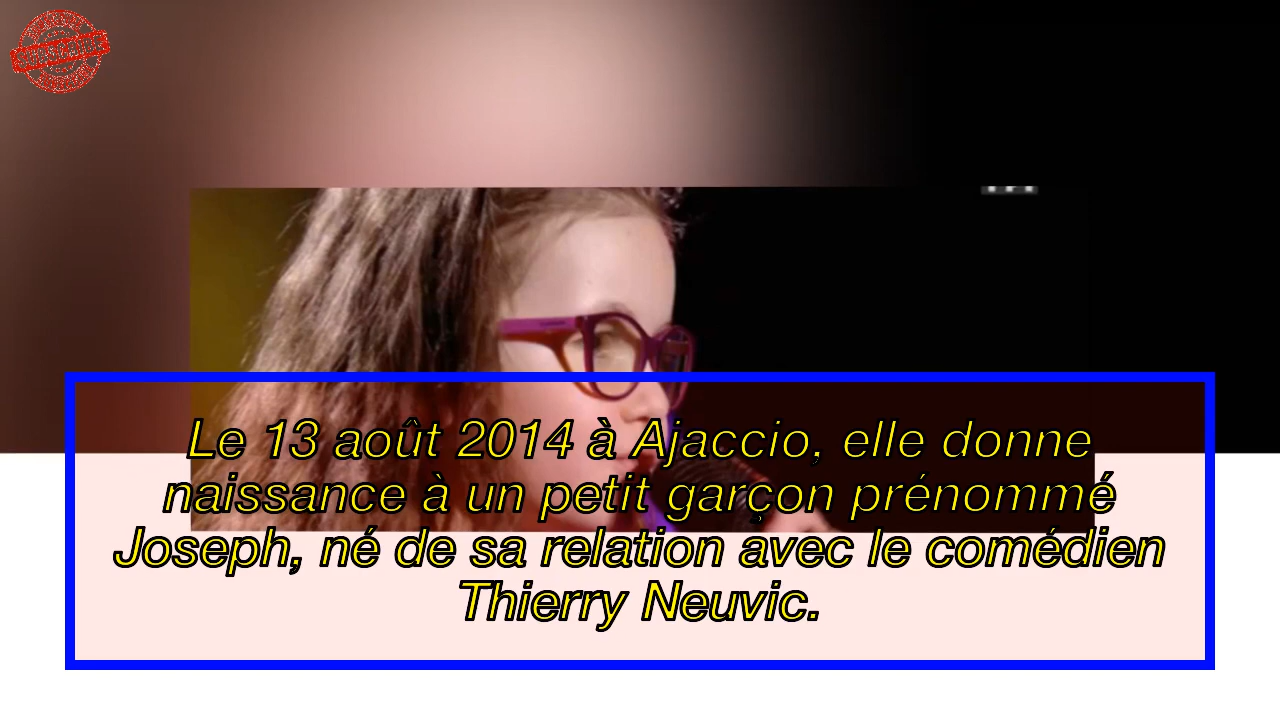 SUBSCRIBE
Le 13 août 2014 à Ajaccio, elle donne
naissance à un petit garçon prénommé
Joseph, né de sa relation avec le comédien
Thierry Neuvic.